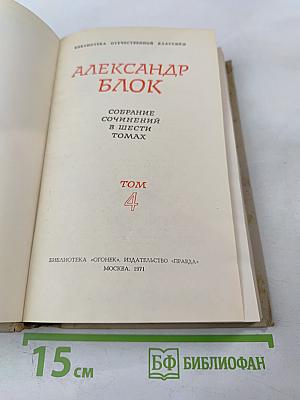 БИБЛИОТЕКА ОТЕЧЕСТВЕННОЙ КЛАССИКИ
АЛЕКСАНДР
БЛОК
СОБРАНИЕ
СОЧИНЕНИЙ
В ШЕСТИ
ТОМАХ
ТОМ
4
БИБЛИОТЕКА «ОГОНЕК». ИЗДАТЕЛЬСТВО «ПРАВДА»
МОСКВА. 1971
15 см
БФ БИБЛИОФАН